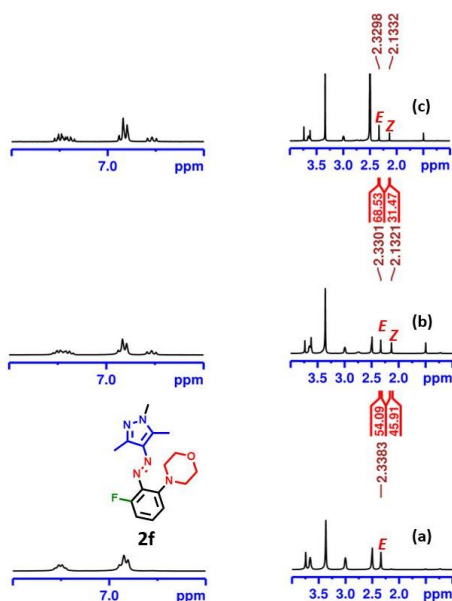 2.3298
2.1332
E Z (c)
7.0 ppm
3.5 3.0 2.5 2.0 ppm
68.53 31.47
2.3301
2.1321
E Z (b)
7.0 ppm
3.5 3.0 2.5 2.0 ppm
54.09 45.91
2.3383
N N
N O
N N
F
2f
E (a)
7.0 ppm
3.5 3.0 2.5 2.0 ppm